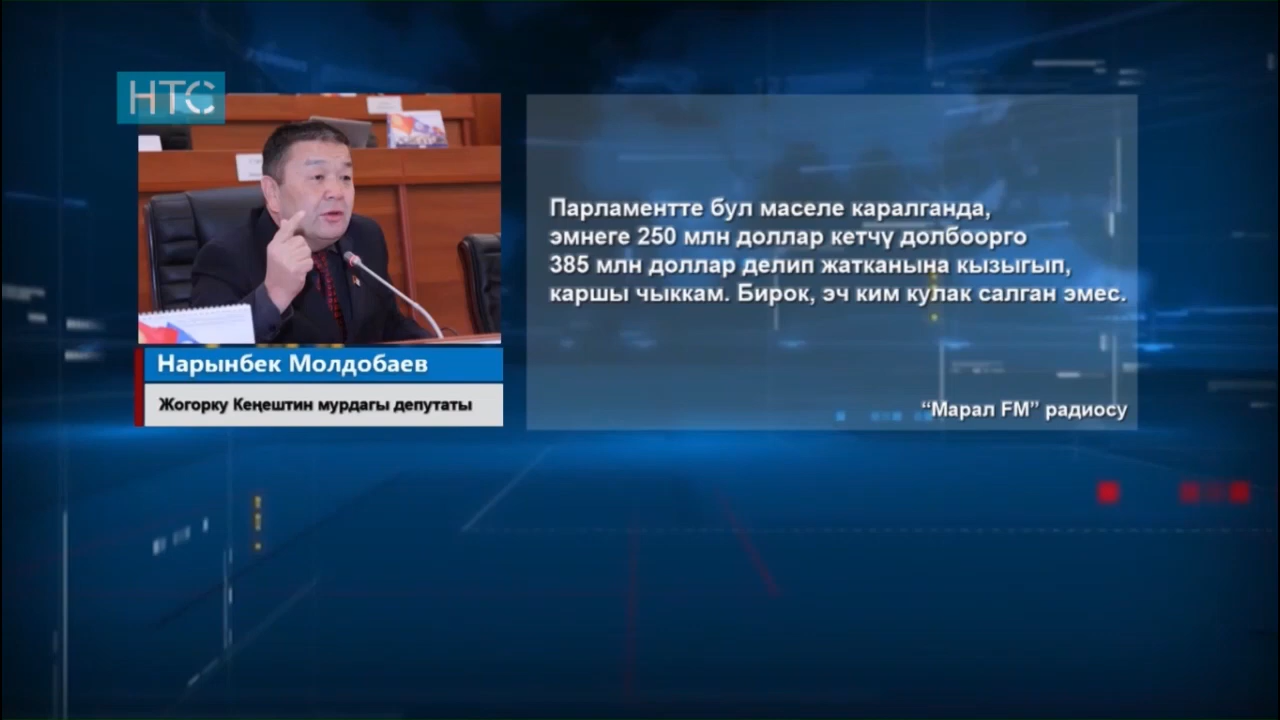 НТС
Парламентте бул маселе каралганда,
эмнеге 250 млн доллар кетчү долбоорго
385 млн доллар делип жатканына кызыгып,
каршы чыккам. Бирок, эч ким кулак салган эмес.
“Марал FM” радиосу
Нарынбек Молдобаев
Жогорку Кеңештин мурдагы депутаты